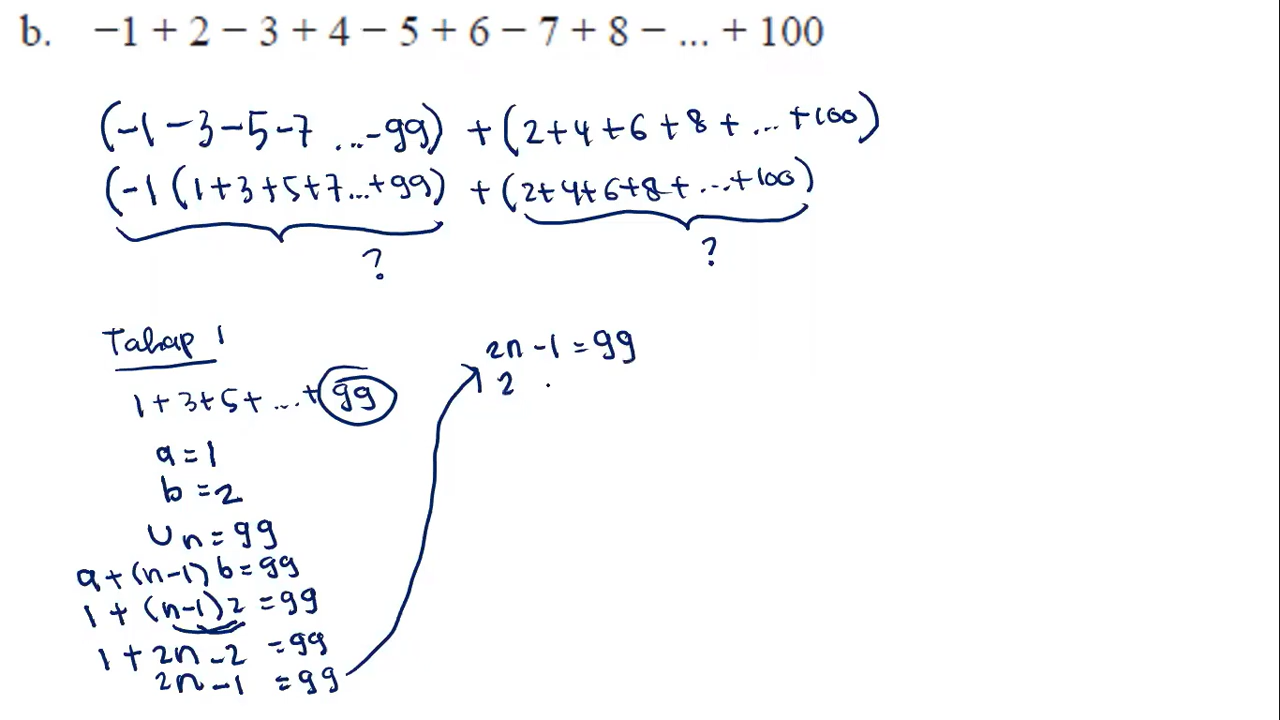 b. −1 + 2 − 3 + 4 − 5 + 6 − 7 + 8 − ... + 100
(-1 - 3 - 5 - 7 ... - 99) + (2 + 4 + 6 + 8 + ... + 100)
(-1 (1 + 3 + 5 + 7 ... + 99) + (2 + 4 + 6 + 8 + ... + 100)
? ?
Tahap 1
1 + 3 + 5 + ... + 99
a = 1
b = 2
Un = 99
a + (n - 1) b = 99
1 + (n - 1) 2 = 99
1 + 2n - 2 = 99
2n - 1 = 99
2n - 1 = 99
2